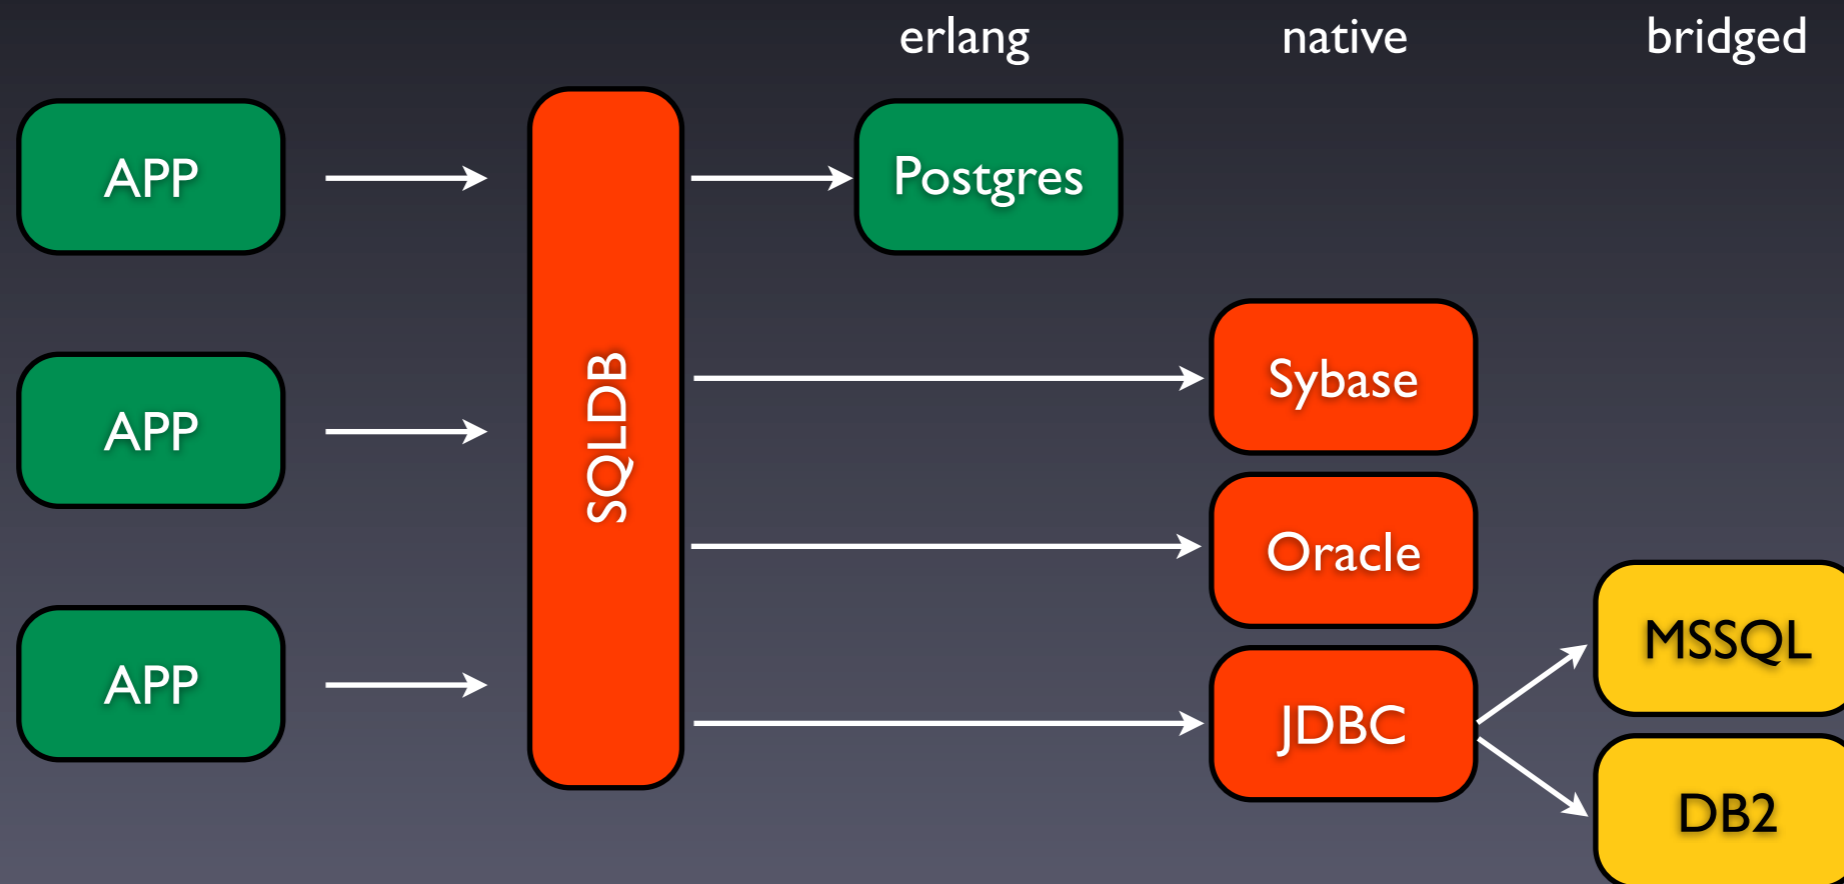 erlang
native
bridged
APP
SQLDB
Postgres
APP
Sybase
Oracle
APP
JDBC
MSSQL
DB2